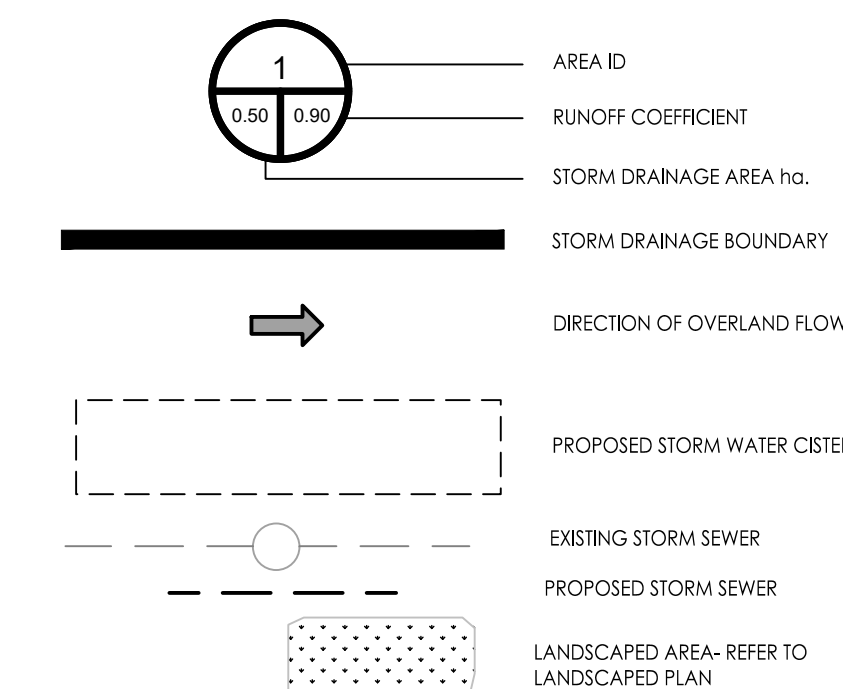 1
0.50 0.90
AREA ID
RUNOFF COEFFICIENT
STORM DRAINAGE AREA ha.
STORM DRAINAGE BOUNDARY
DIRECTION OF OVERLAND FLOW
PROPOSED STORM WATER
EXISTING STORM SEWER
PROPOSED STORM SEWER
LANDSCAPED AREA- REFER TO
LANDSCAPED PLAN